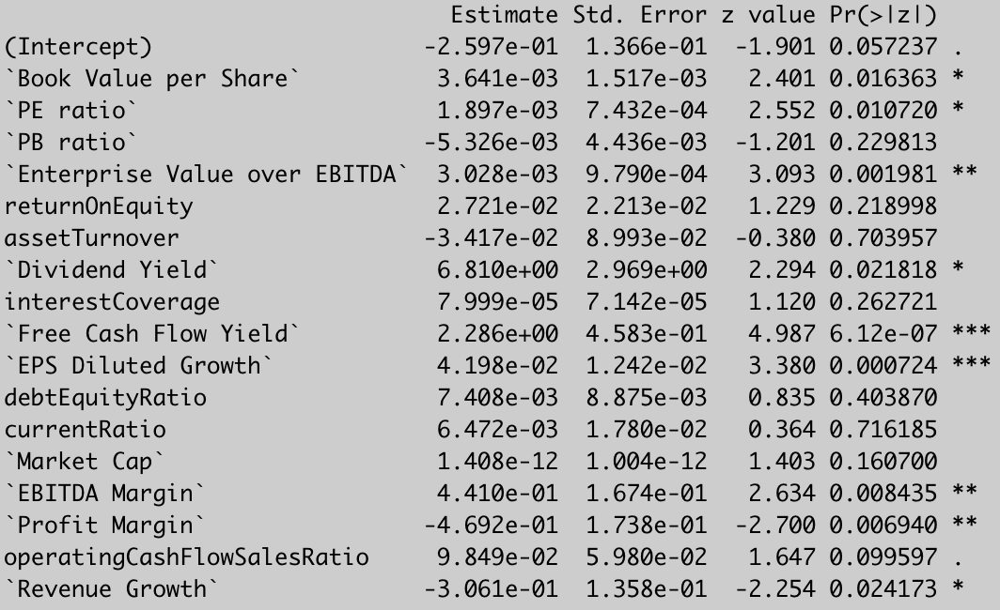 Estimate Std. Error z value Pr(>|z|)
(Intercept) -2.597e-01 1.366e-01 -1.901 0.057237 .
`Book Value per Share` 3.641e-03 1.517e-03 2.401 0.016363 *
`PE ratio` 1.897e-03 7.432e-04 2.552 0.010720 *
`PB ratio` -5.326e-03 4.436e-03 -1.201 0.229813
`Enterprise Value over EBITDA` 3.028e-03 9.790e-04 3.093 0.001981 **
returnOnEquity 2.721e-02 2.213e-02 1.229 0.218998
assetTurnover -3.417e-02 8.993e-02 -0.380 0.703957
`Dividend Yield` 6.810e+00 2.969e+00 2.294 0.021818 *
interestCoverage 7.999e-05 7.142e-05 1.120 0.262721
`Free Cash Flow Yield` 2.286e+00 4.583e-01 4.987 6.12e-07 ***
`EPS Diluted Growth` 4.198e-02 1.242e-02 3.380 0.000724 ***
debtEquityRatio 7.408e-03 8.875e-03 0.835 0.403870
currentRatio 6.472e-03 1.780e-02 0.364 0.716185
`Market Cap` 1.408e-12 1.004e-12 1.403 0.160700
`EBITDA Margin` 4.410e-01 1.674e-01 2.634 0.008435 **
`Profit Margin` -4.692e-01 1.738e-01 -2.700 0.006940 **
operatingCashFlowSalesRatio 9.849e-02 5.980e-02 1.647 0.099597 .
`Revenue Growth` -3.061e-01 1.358e-01 -2.254 0.024173 *